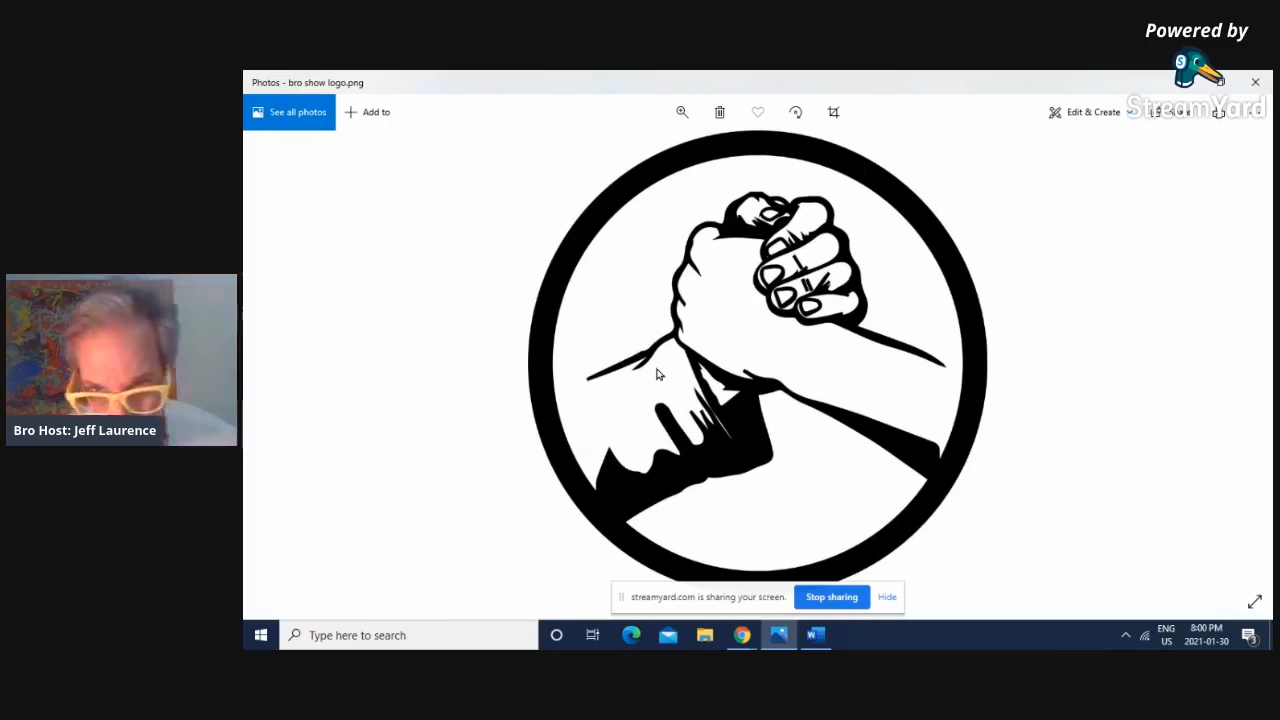 Powered by
StreamYard
Photos - bro show logo.png
See all photos
Add to
Edit & Create
streamyard.com is sharing your screen.
Stop sharing
Hide
Bro Host: Jeff Laurence
Type here to search
ENG
US
8:00 PM
2021-01-30
3